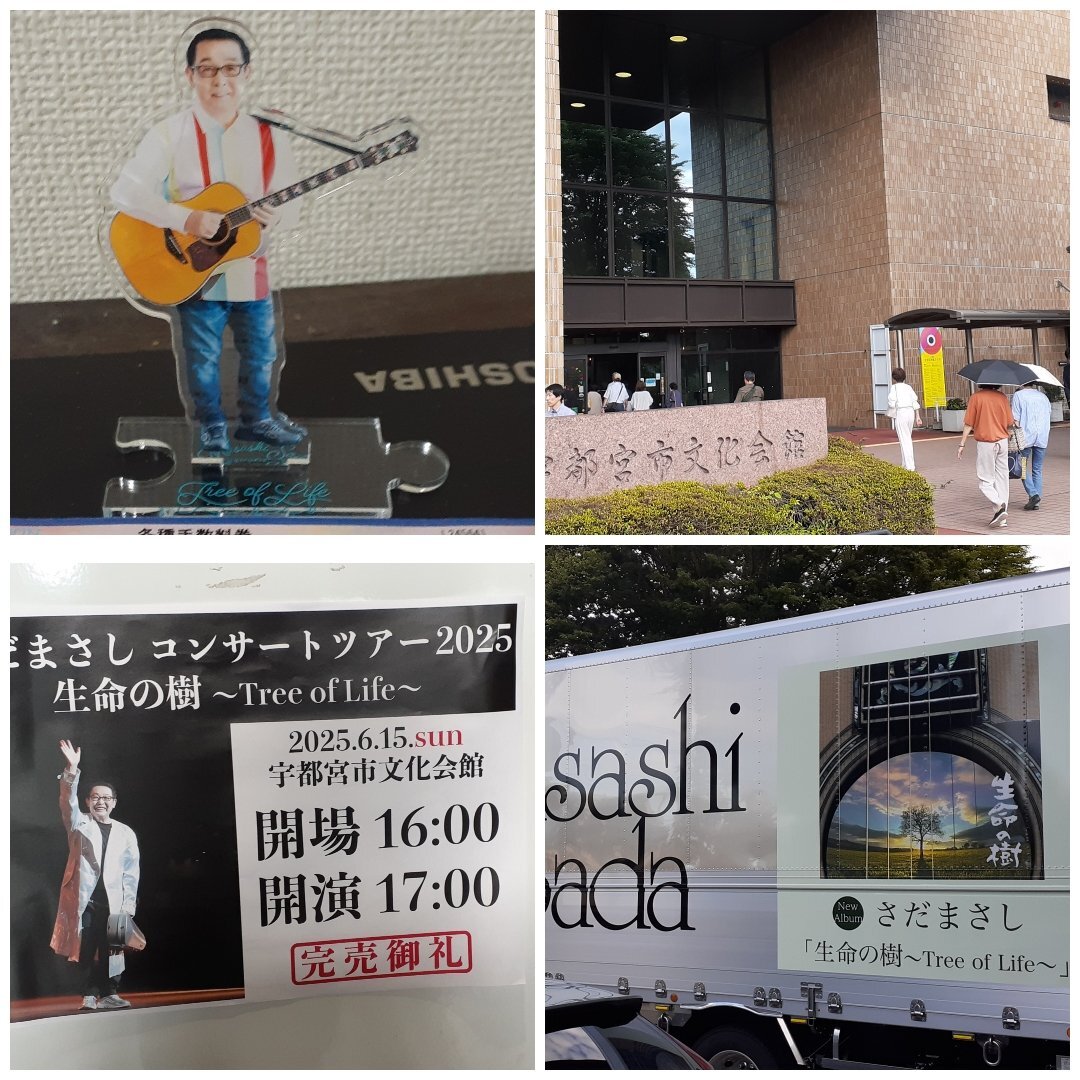 OSHIBA
Tree of Life
各種手数料券
宇都宮市文化会館
だまさし コンサートツアー2025
生命の樹 ～Tree of Life～
2025.6.15.sun
宇都宮市文化会館
開場 16:00
開演 17:00
完売御礼
sashi
ada
生命の樹
New
Album
さだまさし
「生命の樹～Tree of Life～」